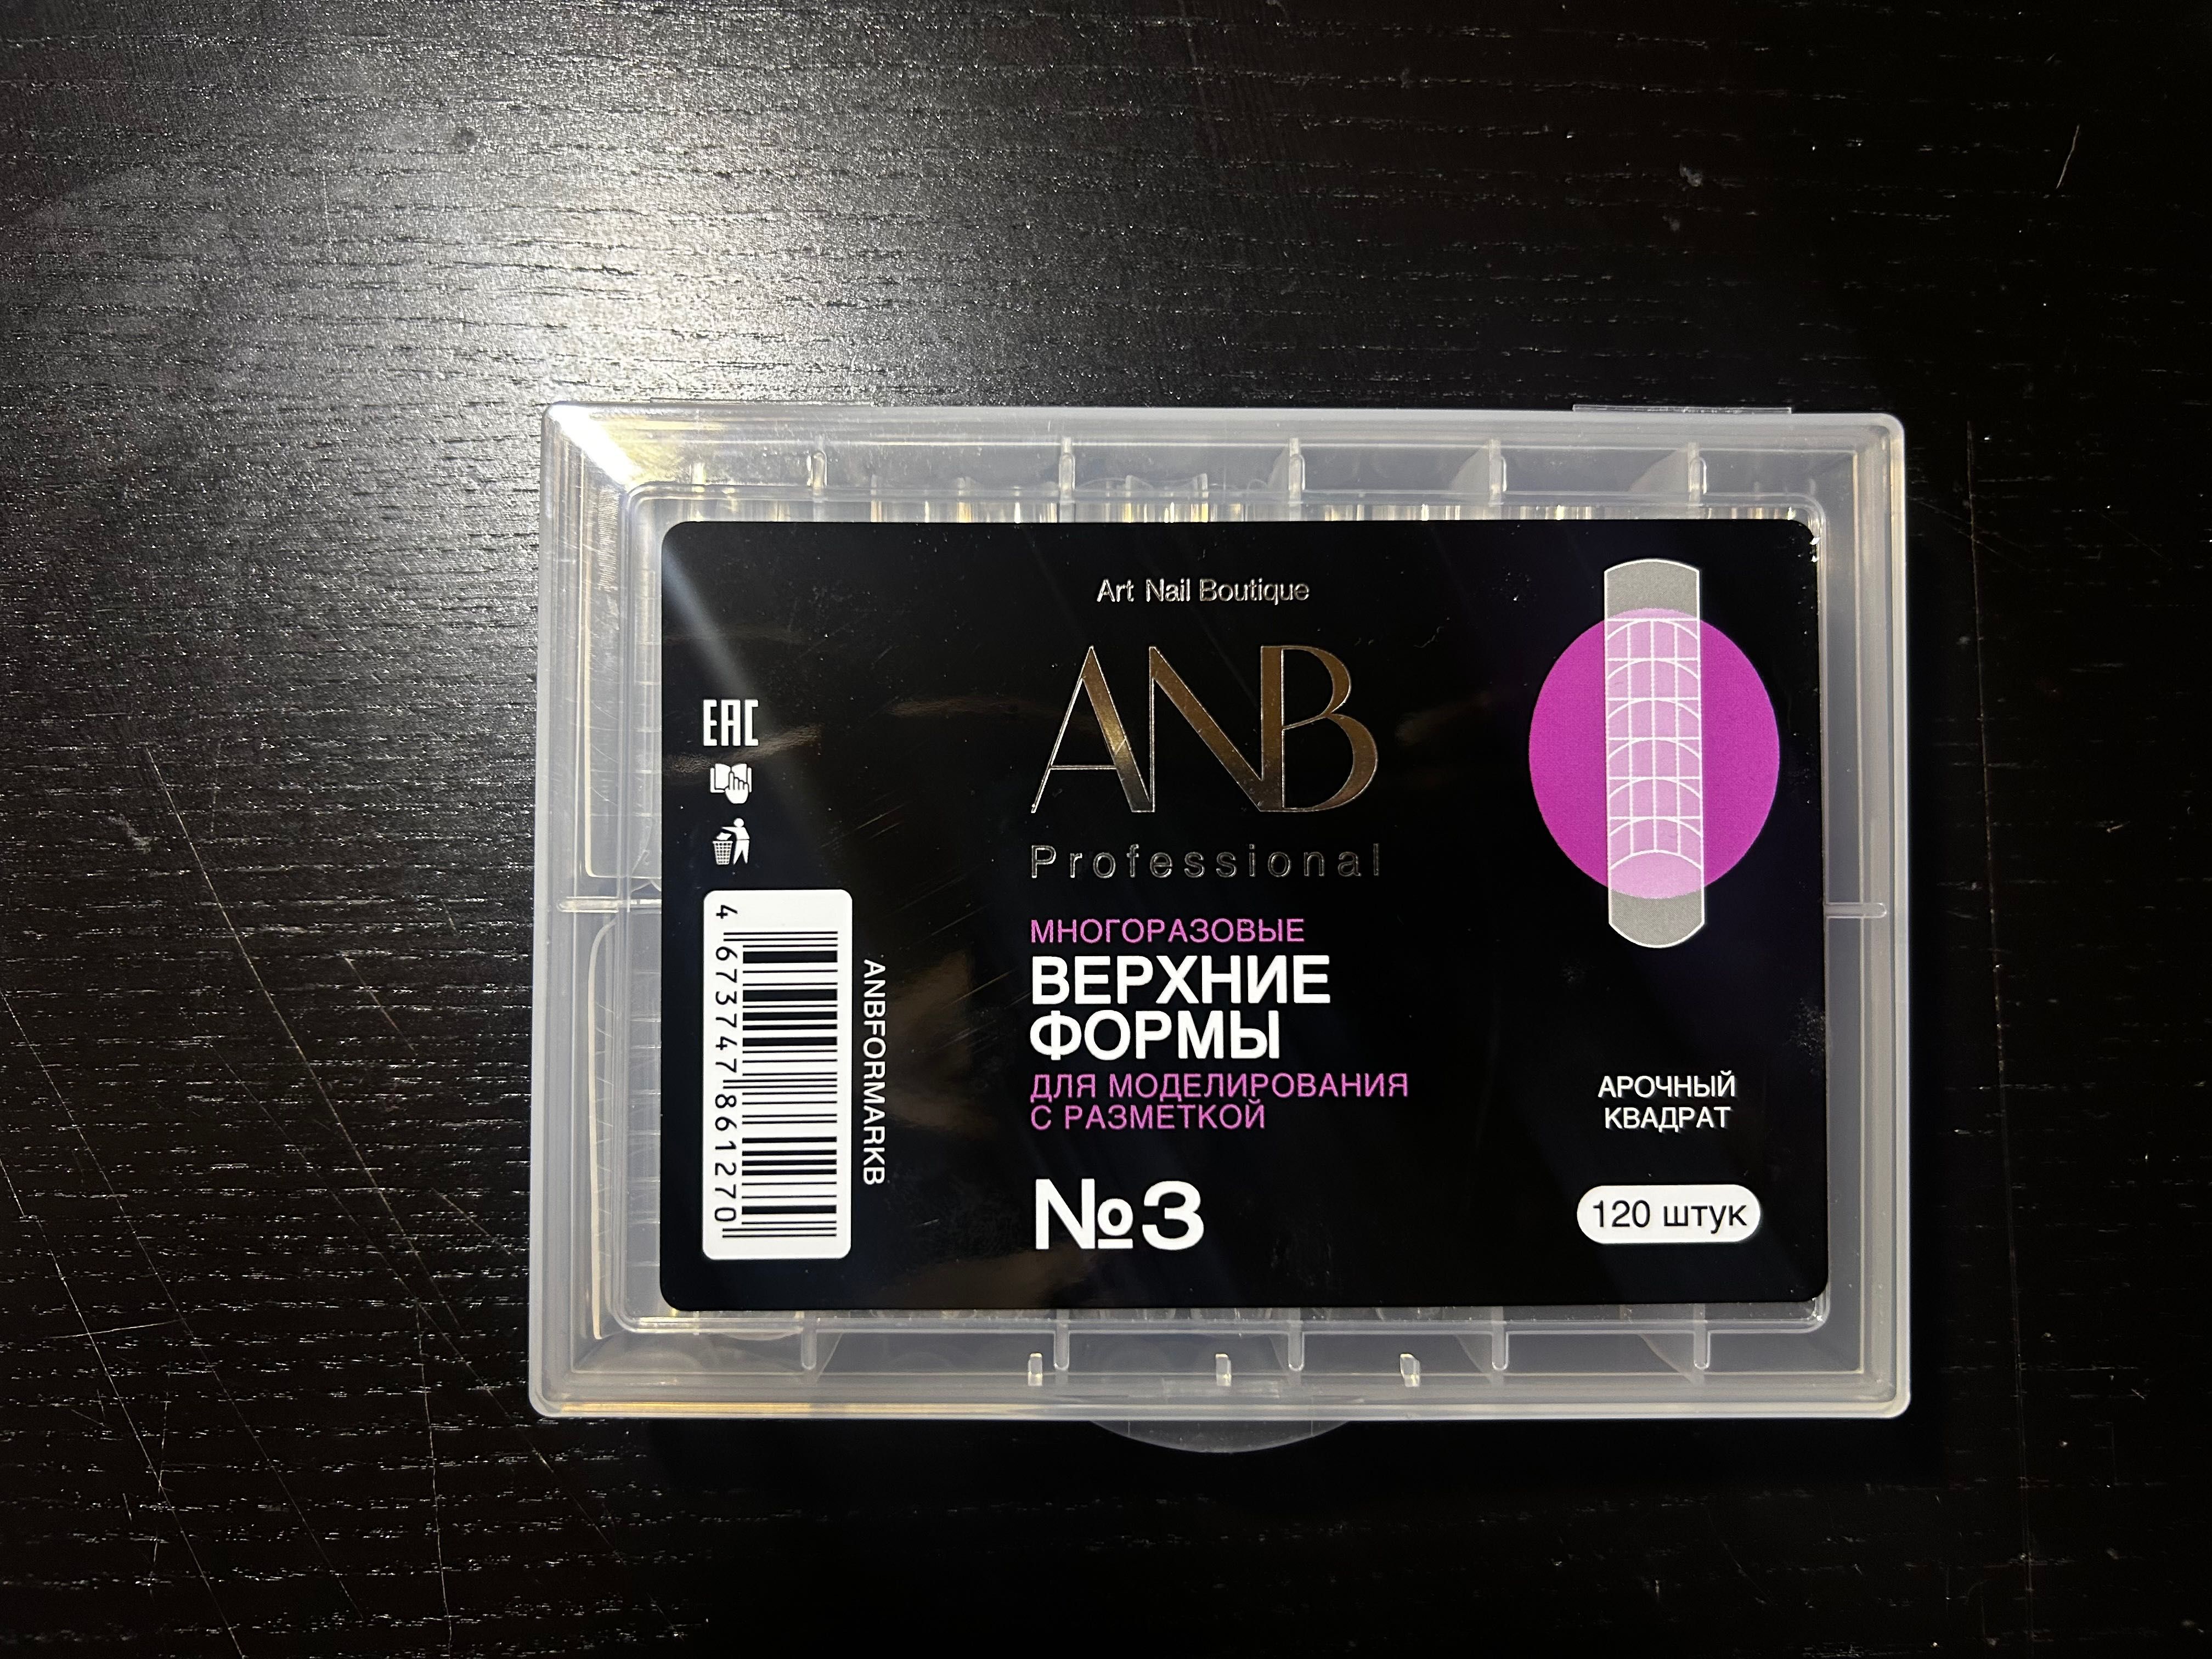 Art Nail Boutique
ANB
Professional
МНОГОРАЗОВЫЕ
ВЕРХНИЕ
ФОРМЫ
ДЛЯ МОДЕЛИРОВАНИЯ
С РАЗМЕТКОЙ
№3
АРОЧНЫЙ
КВАДРАТ
120 штук
EAC
4 673747 861270
ANBFORMARKB